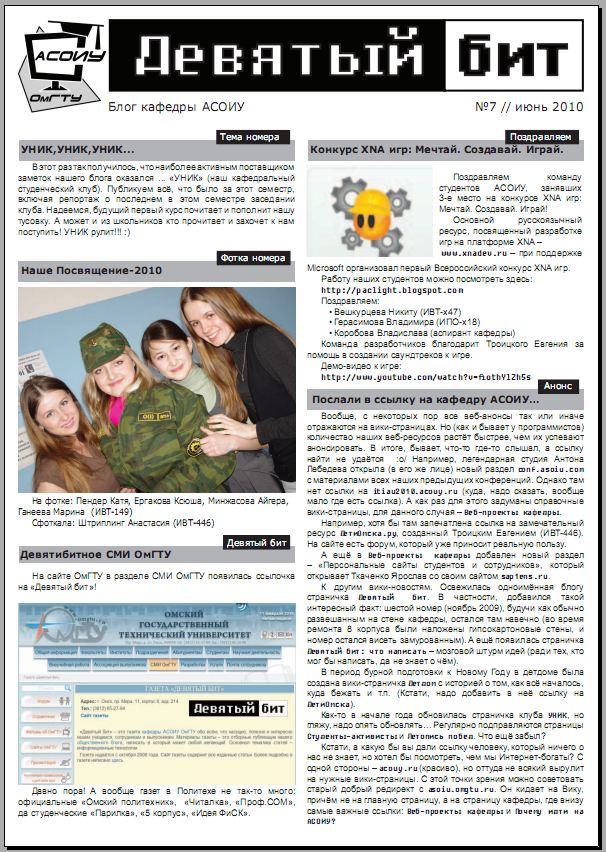 АСОИУ
ОмГТУ
Девятый бит
Блог кафедры АСОИУ
№7 // июнь 2010
Тема номера
УНИК,УНИК,УНИК...
В этот раз так получилось, что наиболее активным поставщиком
заметок нашего блога оказался ... «УНИК» (наш кафедральный
студенческий клуб). Публикуем всё, что было за этот семестр,
включая репортаж о последнем в этом семестре заседании
клуба. Надеемся, будущий первый курс почитает и пополнит нашу
тусовку. А может и из школьников кто прочитает и захочет к нам
поступить! УНИК рулит!!! :)
Фотка номера
Наше Посвящение-2010
На фотке: Пендер Катя, Ергакова Ксюша, Минжасова Айгера,
Ганеева Марина (ИВТ-149)
Сфоткала: Штриплинг Анастасия (ИВТ-446)
Девятый бит
Девятибитное СМИ ОмГТУ
На сайте ОмГТУ в разделе СМИ ОмГТУ появилась ссылочка
на «Девятый бит»!
ОМСКИЙ
ГОСУДАРСТВЕННЫЙ
ТЕХНИЧЕСКИЙ УНИВЕРСИТЕТ
ГАЗЕТА «ДЕВЯТЫЙ БИТ»
Девятый бит
Давно пора! А вообще газет в Политехе не так-то много:
официальные «Омский политехник», «Читалка», «Проф.СОМ»,
да студенческие «Парилка», «5 корпус», «Идея ФиСК».
Поздравляем
Конкурс XNA игр: Мечтай. Создавай. Играй.
Поздравляем команду
студентов АСОИУ, занявших
3-е место на конкурсе XNA игр:
Мечтай. Создавай. Играй!
Основной русскоязычный
ресурс, посвященный разработке
игр на платформе XNA –
www.xnadev.ru – при поддержке
Microsoft организовал первый Всероссийский конкурс XNA игр.
Работу наших студентов можно посмотреть здесь:
http://paclight.blogspot.com
Поздравляем:
• Вешкурцева Никиту (ИВТ-х47)
• Герасимова Владимира (ИПО-х18)
• Коробова Владислава (аспирант кафедры)
Команда разработчиков благодарит Троицкого Евгения за
помощь в создании саундтреков к игре.
Демо-видео к игре:
Анонс
Послали в ссылку на кафедру АСОИУ...
Вообще, с некоторых пор все веб-анонсы так или иначе
отражаются на вики-страницах. Но (как и бывает у программистов)
количество наших веб-ресурсов растёт быстрее, чем их успевают
анонсировать. И в итоге, бывает, что-то где-то слышал, а ссылку
найти не удаётся :o/ Например, легендарная студия Антона
Лебедева открыла (в его же лице) новый раздел conf.asoiu.com
с материалами всех наших предыдущих конференций. Однако там
нет ссылки на itiau2010.acouy.ru (куда, надо сказать, вообще
мало где есть ссылка). А как раз для этого задуманы справочные
вики-страницы, для данного случая – Веб-проекты кафедры.
Например, хотя бы там запечатлена ссылка на замечательный
ресурс ЛетиОмска.ру, созданный Троицким Евгением (ИВТ-446).
На сайте есть форум, который уже приносит реальную пользу.
А ещё в Веб-проекты кафедры добавлен новый раздел
– «Персональные сайты студентов и сотрудников», который
открывает Ткаченко Ярослав со своим сайтом sapiens.ru.
К другим вики-новостям. Освежилась одноимённая блогу
страничка Девятый бит. В частности, добавился такой
интересный факт: шестой номер (ноябрь 2009), будучи как обычно
развешанным на стене кафедры, остался там навечно (во время
ремонта 8 корпуса были наложены гипсокартоновые стены, и
номер остался висеть замурованным). А ещё появилась страничка
Девятый бит: что написать – мозговой штурм идей (ради тех, кто
мог бы написать, да не знает о чём).
В период бурной подготовки к Новому Году в детдоме была
создана вики-страничка Детдом с историей о том, как всё началось,
куда бежать и т.п. (Кстати, надо добавить в неё ссылку на
ЛетиОмска).
Как-то в начале года обновилась страничка клуба УНИК, но
гляжу, надо опять обновлять... Регулярно подправляются страницы
Студенты-активисты и Летопись побед. Что ещё забыл?
Кстати, а какую бы вы дали ссылку человеку, который ничего о
нас не знает, но хотел бы посмотреть, чем мы Интернет-богаты? С
одной стороны – acouy.ru (красиво), но оттуда не всякий вырулит
на нужные вики-страницы. С этой точки зрения можно советовать
старый добрый редирект с asoiu.omgtu.ru. Он кидает на Вику,
причём не на главную страницу, а на страницу кафедры, где внизу
самые важные ссылки: Веб-проекты кафедры и Почему идти на
АСОИУ?